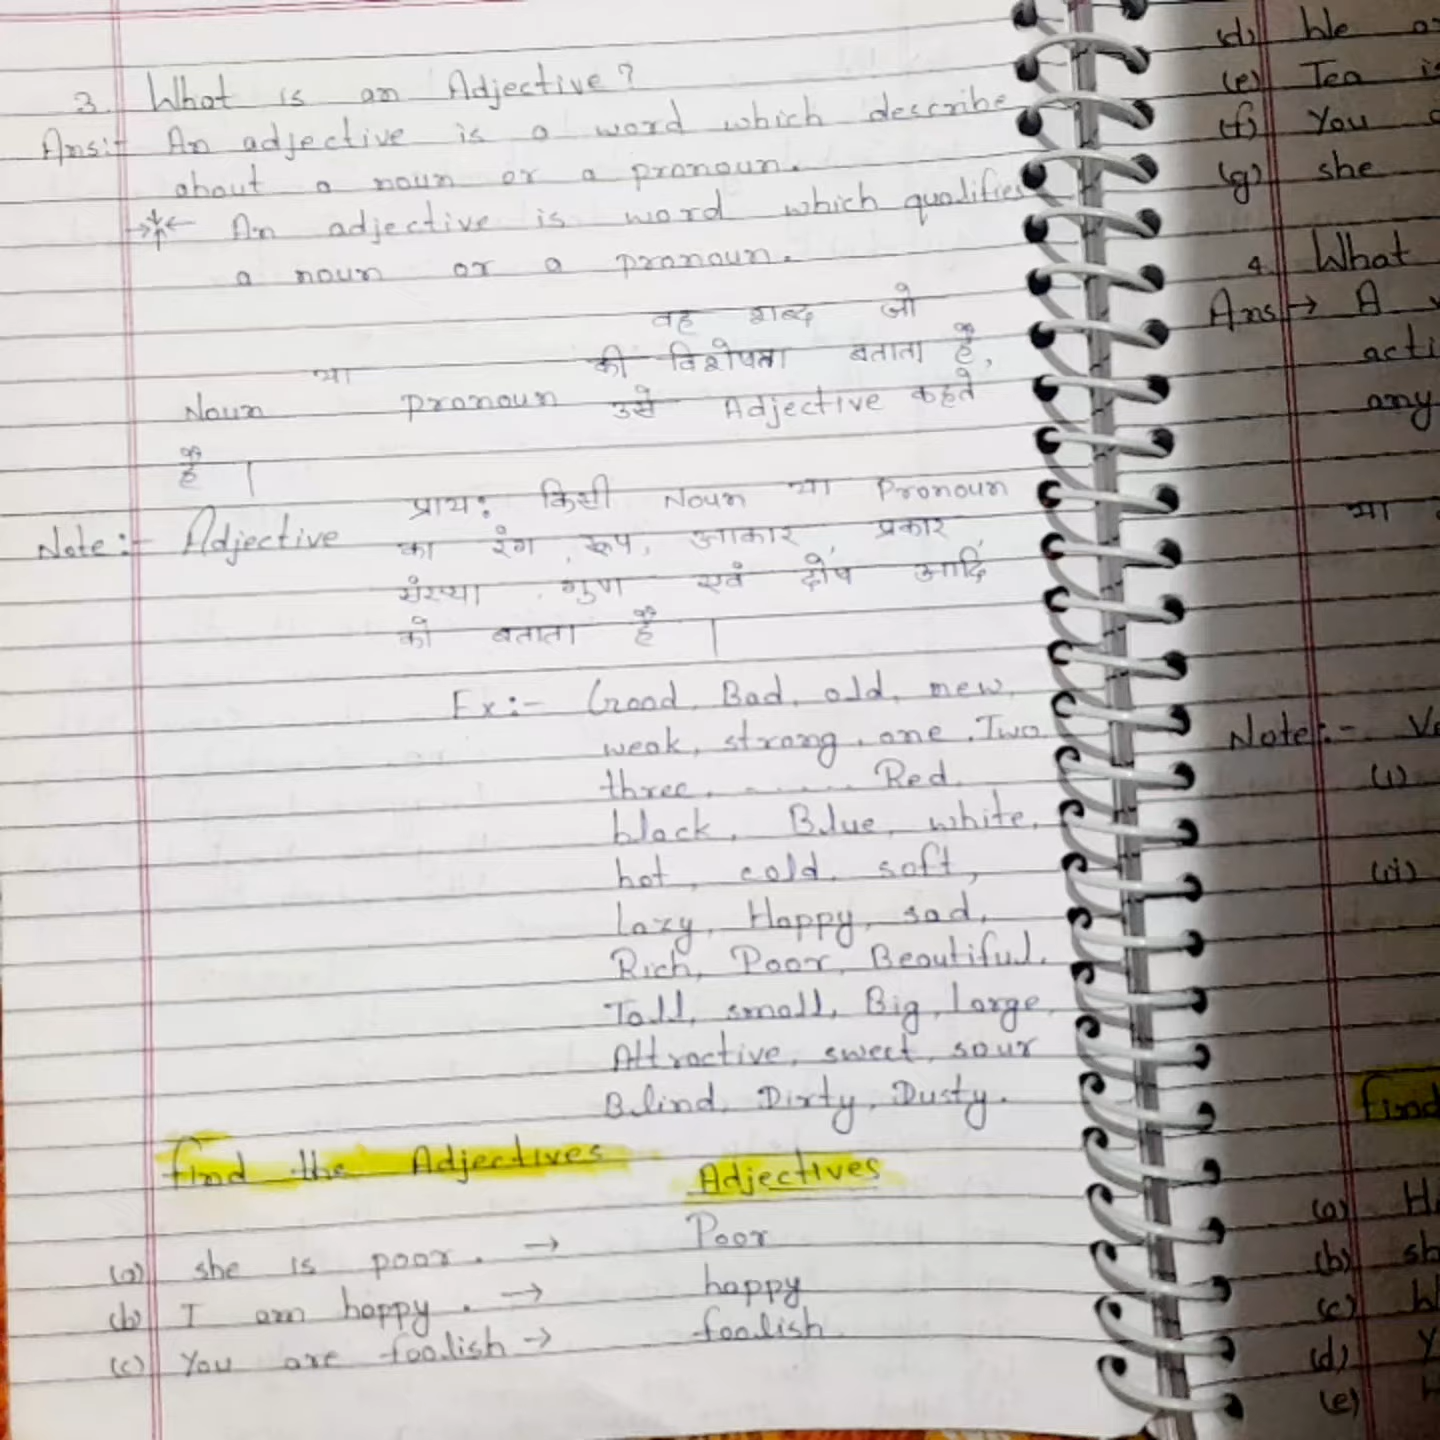 3. What is an Adjective?
Ans:- An adjective is a word which describe
about a noun or a pronoun.
An adjective is word which qualifies
a noun or a pronoun.
वह शब्द जो
Noun या Pronoun की विशेषता बताता है,
उसे Adjective कहते
हैं |
Note:- Adjective प्राय: किसी Noun या Pronoun
का रंग, रूप, आकार, प्रकार,
संख्या, गुण एवं दोष आदि
को बताता है |
Ex:- Good, Bad, old, new,
weak, strong, one, Two
three, ........ Red,
black, Blue, white,
hot, cold, soft,
lazy, Happy, sad,
Rich, Poor, Beautiful,
Tall, small, Big, Large,
Attractive, sweet, sour
Blind, Dirty, Dusty.
find the Adjectives Adjectives
(a) she is poor. → Poor
(b) I am happy. → happy
(c) You are foolish → foolish
(d) We
(e) Tea is
(f) You
(g) she
4. What
Ans → A
any
या
Note:-
(i)
(ii)
find
(a)
(b)
(c)
(d)
(e)